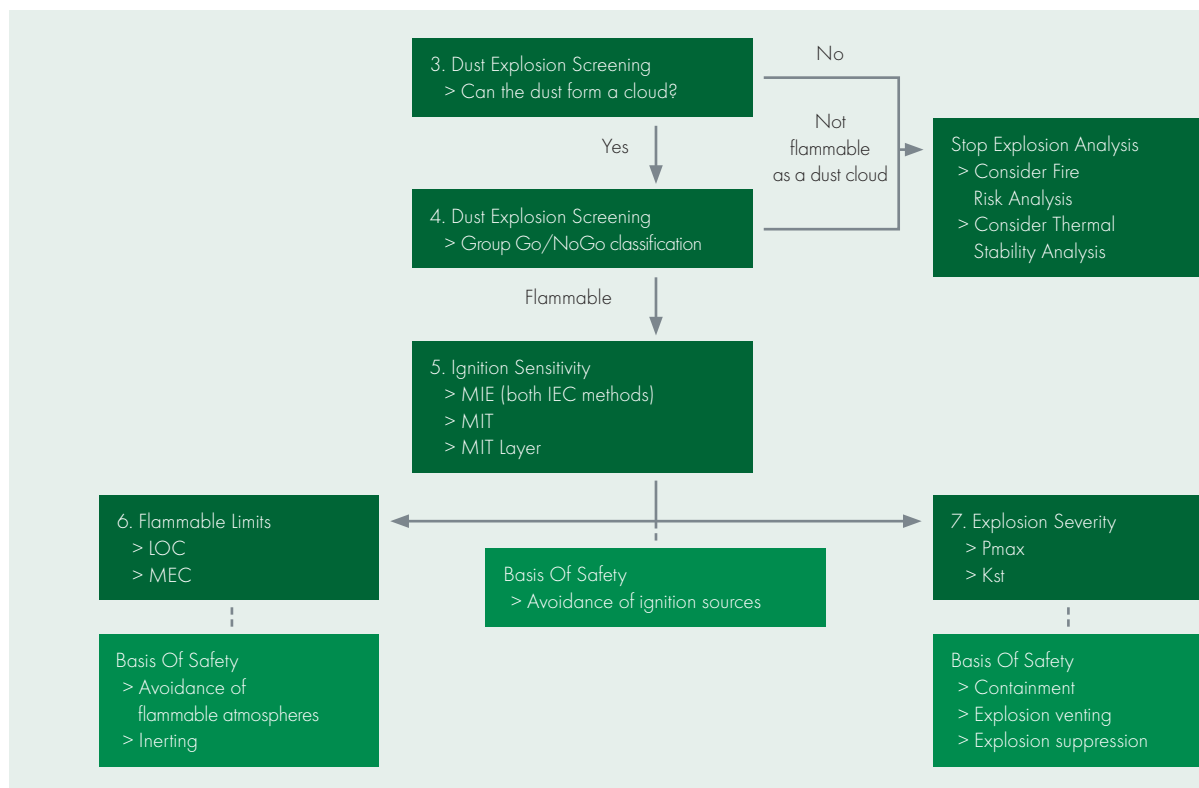 3. Dust Explosion Screening
> Can the dust form a cloud?
No
Yes
Not
flammable
as a dust cloud
Stop Explosion Analysis
> Consider Fire
Risk Analysis
> Consider Thermal
Stability Analysis
4. Dust Explosion Screening
> Group Go/NoGo classification
Flammable
5. Ignition Sensitivity
> MIE (both IEC methods)
> MIT
> MIT Layer
6. Flammable Limits
> LOC
> MEC
Basis Of Safety
> Avoidance of ignition sources
7. Explosion Severity
> Pmax
> Kst
Basis Of Safety
> Avoidance of
flammable atmospheres
> Inerting
Basis Of Safety
> Containment
> Explosion venting
> Explosion suppression